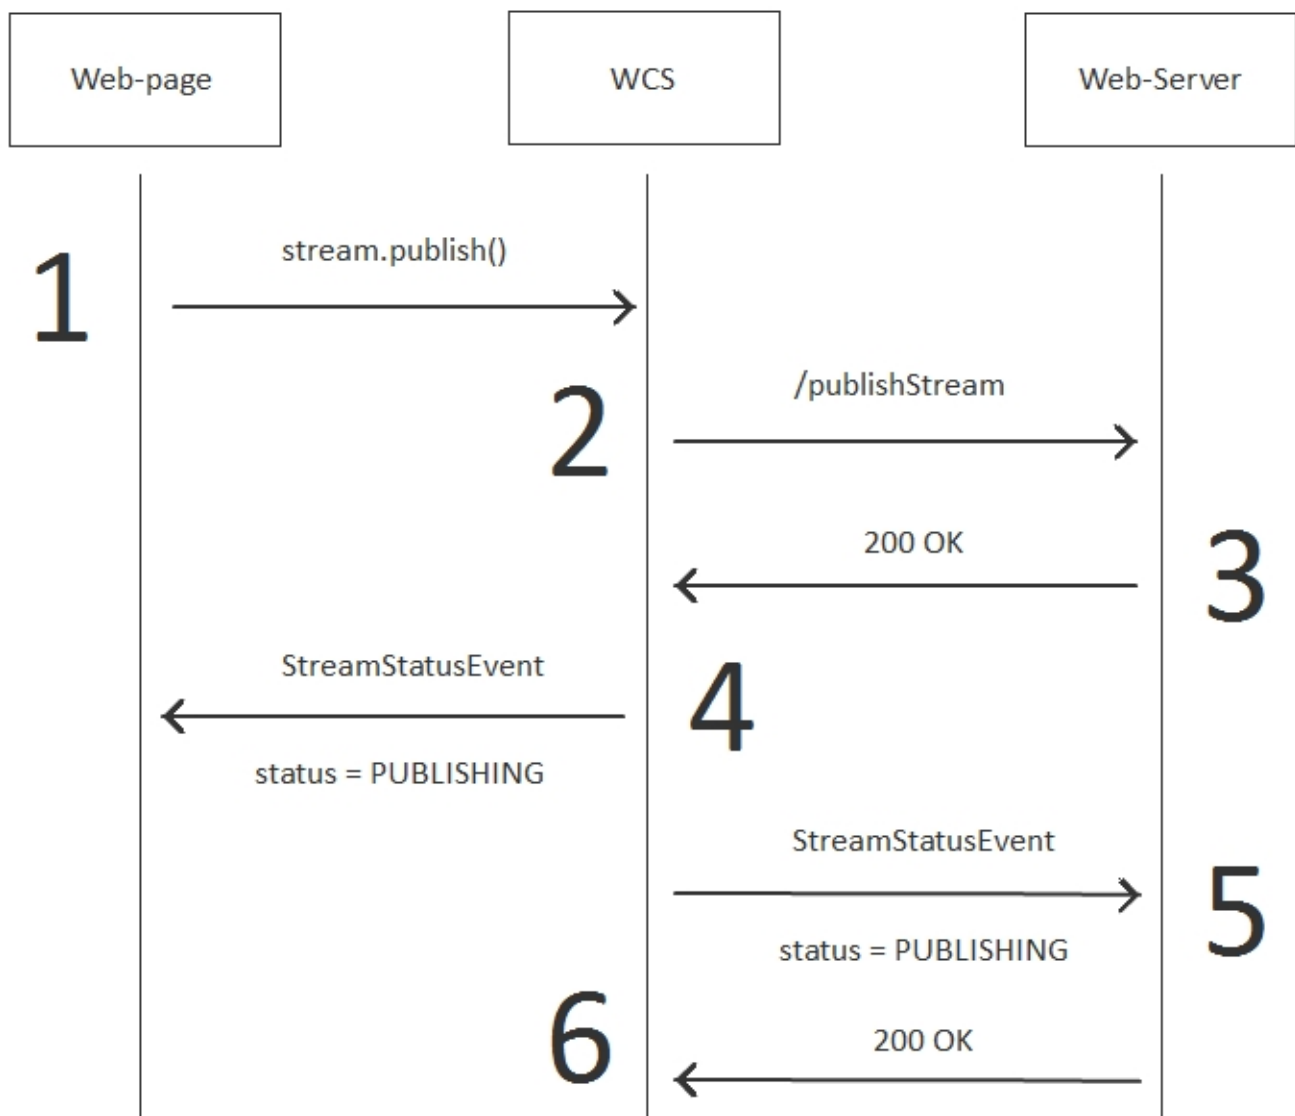 Web-page
WCS
Web-Server
1
stream.publish()
2
/publishStream
200 OK
3
StreamStatusEvent
4
status = PUBLISHING
StreamStatusEvent
5
status = PUBLISHING
6
200 OK